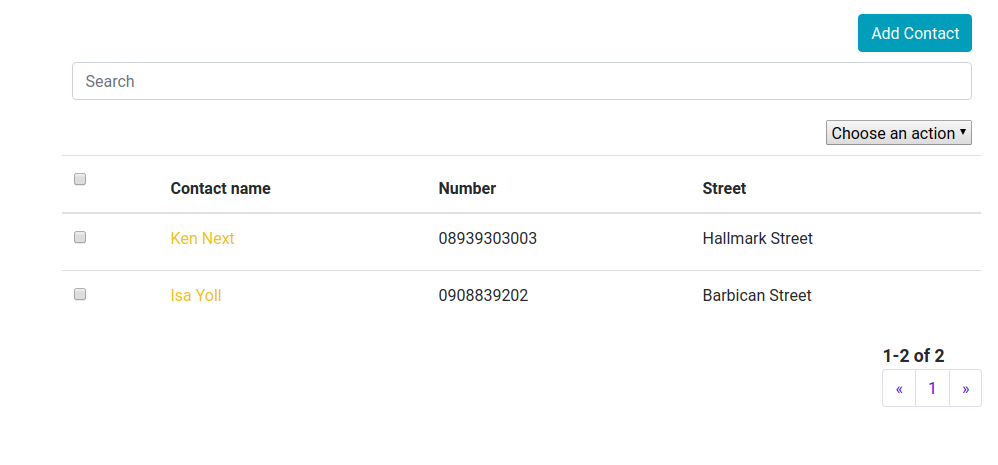 Add Contact
Search
Choose an action
Contact name Number Street
Ken Next 08939303003 Hallmark Street
Isa Yoll 0908839202 Barbican Street
1-2 of 2
« 1 »